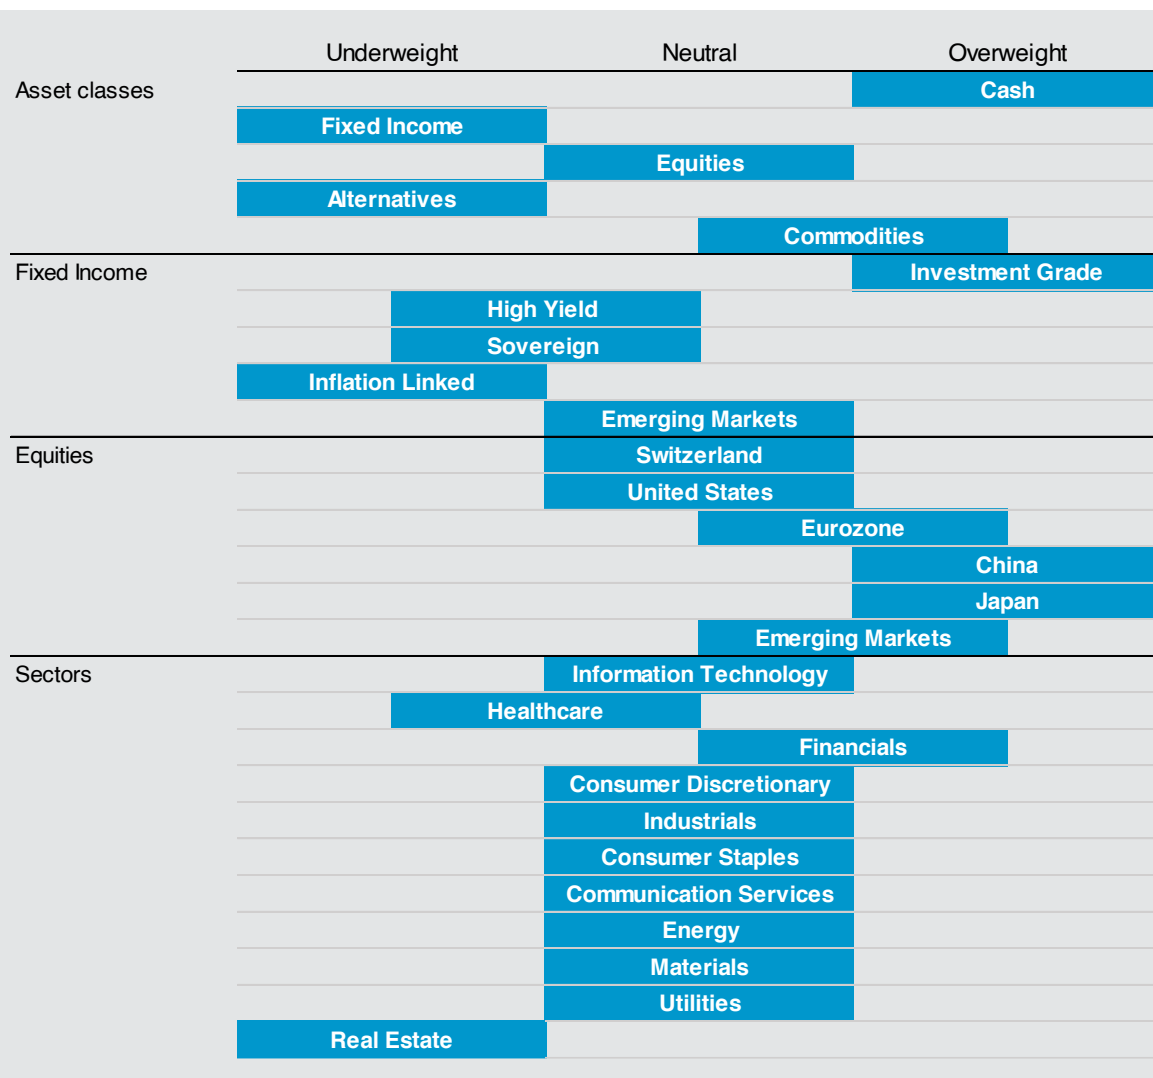 Underweight Neutral Overweight
Asset classes Cash
Fixed Income
Equities
Alternatives
Commodities
Fixed Income Investment Grade
High Yield
Sovereign
Inflation Linked
Emerging Markets
Equities Switzerland
United States
Eurozone
China
Japan
Emerging Markets
Sectors Information Technology
Healthcare
Financials
Consumer Discretionary
Industrials
Consumer Staples
Communication Services
Energy
Materials
Utilities
Real Estate